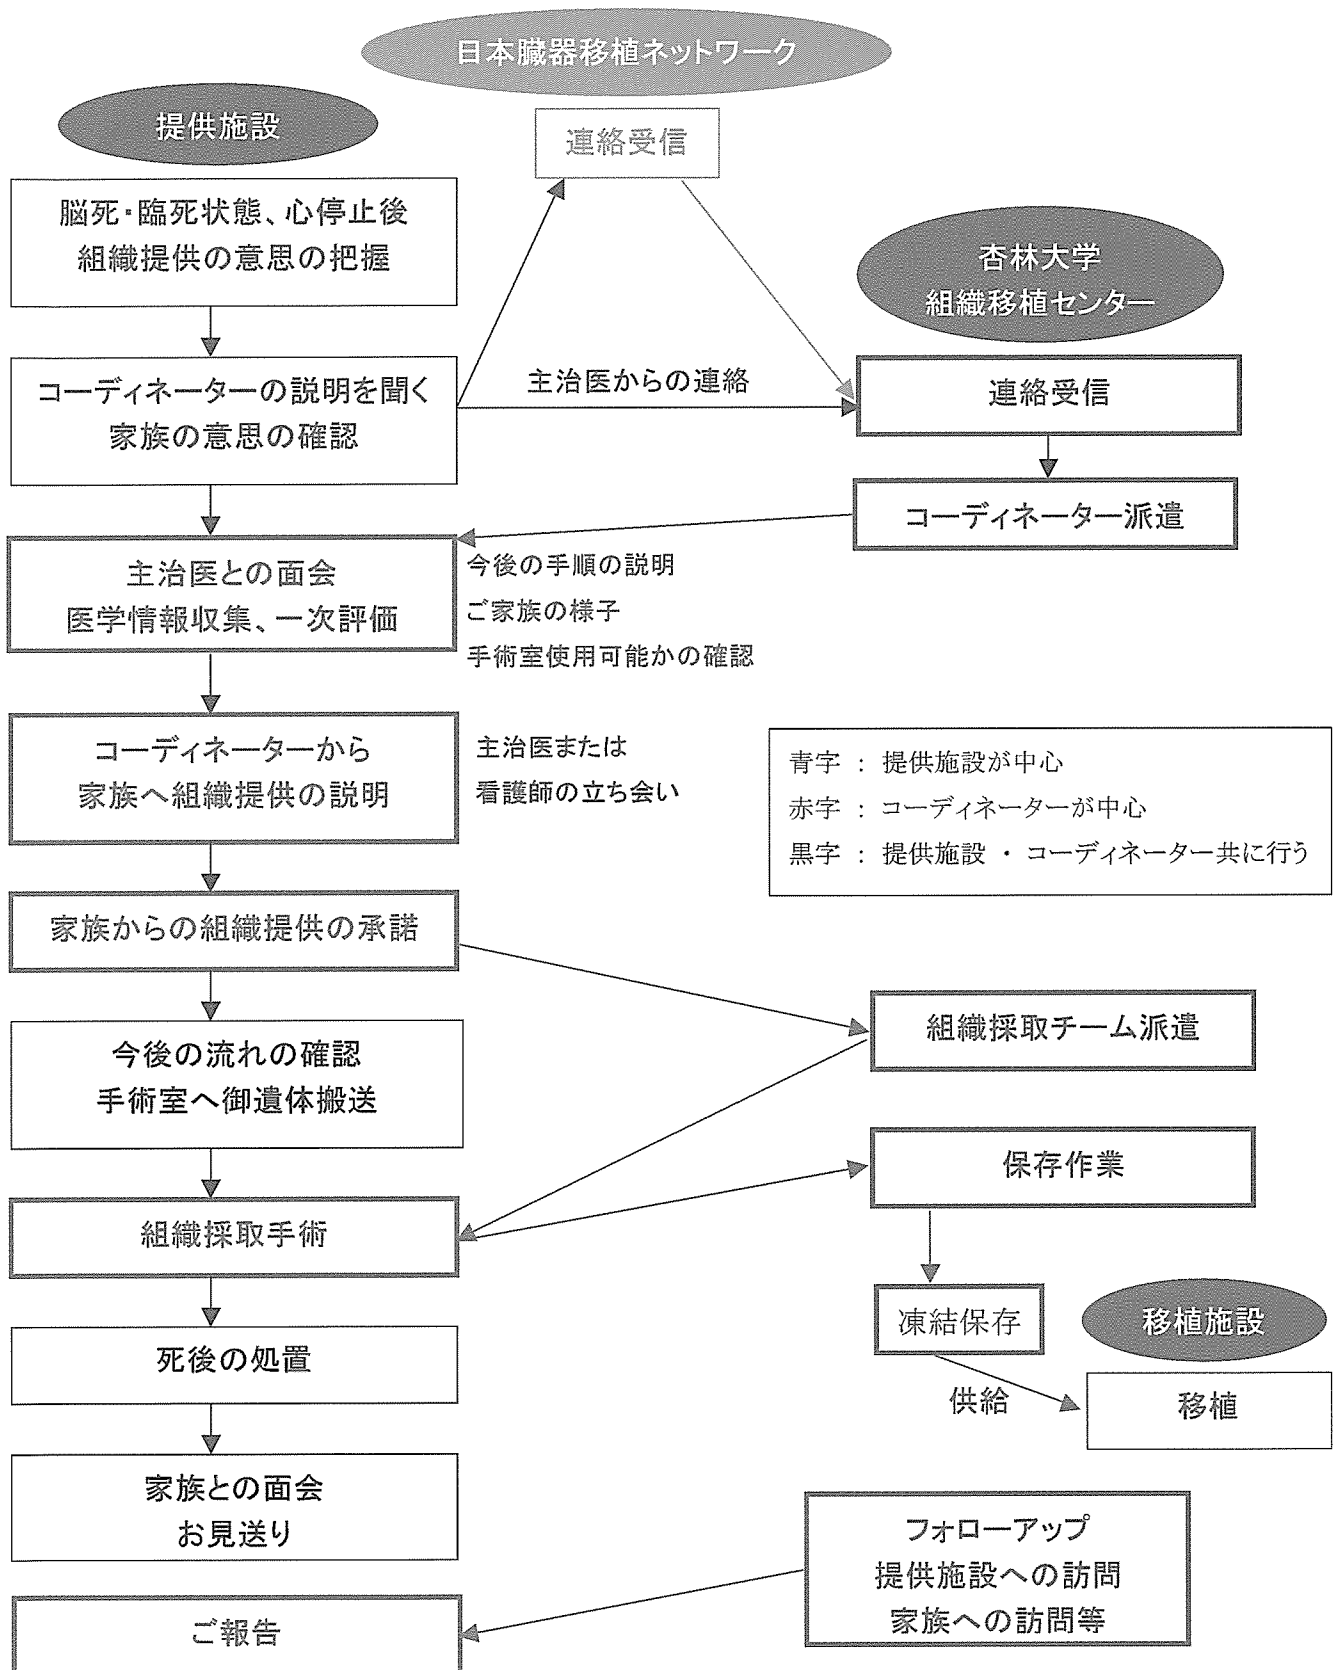 日本臓器移植ネットワーク
提供施設
連絡受信
脳死・臨死状態、心停止後
組織提供の意思の把握
杏林大学
組織移植センター
コーディネーターの説明を聞く
家族の意思の確認
主治医からの連絡
連絡受信
コーディネーター派遣
主治医との面会
医学情報収集、一次評価
今後の手順の説明
ご家族の様子
手術室使用可能かの確認
コーディネーターから
家族へ組織提供の説明
主治医または
看護師の立ち会い
青字 : 提供施設が中心
赤字 : コーディネーターが中心
黒字 : 提供施設 ・ コーディネーター共に行う
家族からの組織提供の承諾
組織採取チーム派遣
今後の流れの確認
手術室へ御遺体搬送
保存作業
組織採取手術
凍結保存
移植施設
供給
移植
死後の処置
家族との面会
お見送り
フォローアップ
提供施設への訪問
家族への訪問等
ご報告